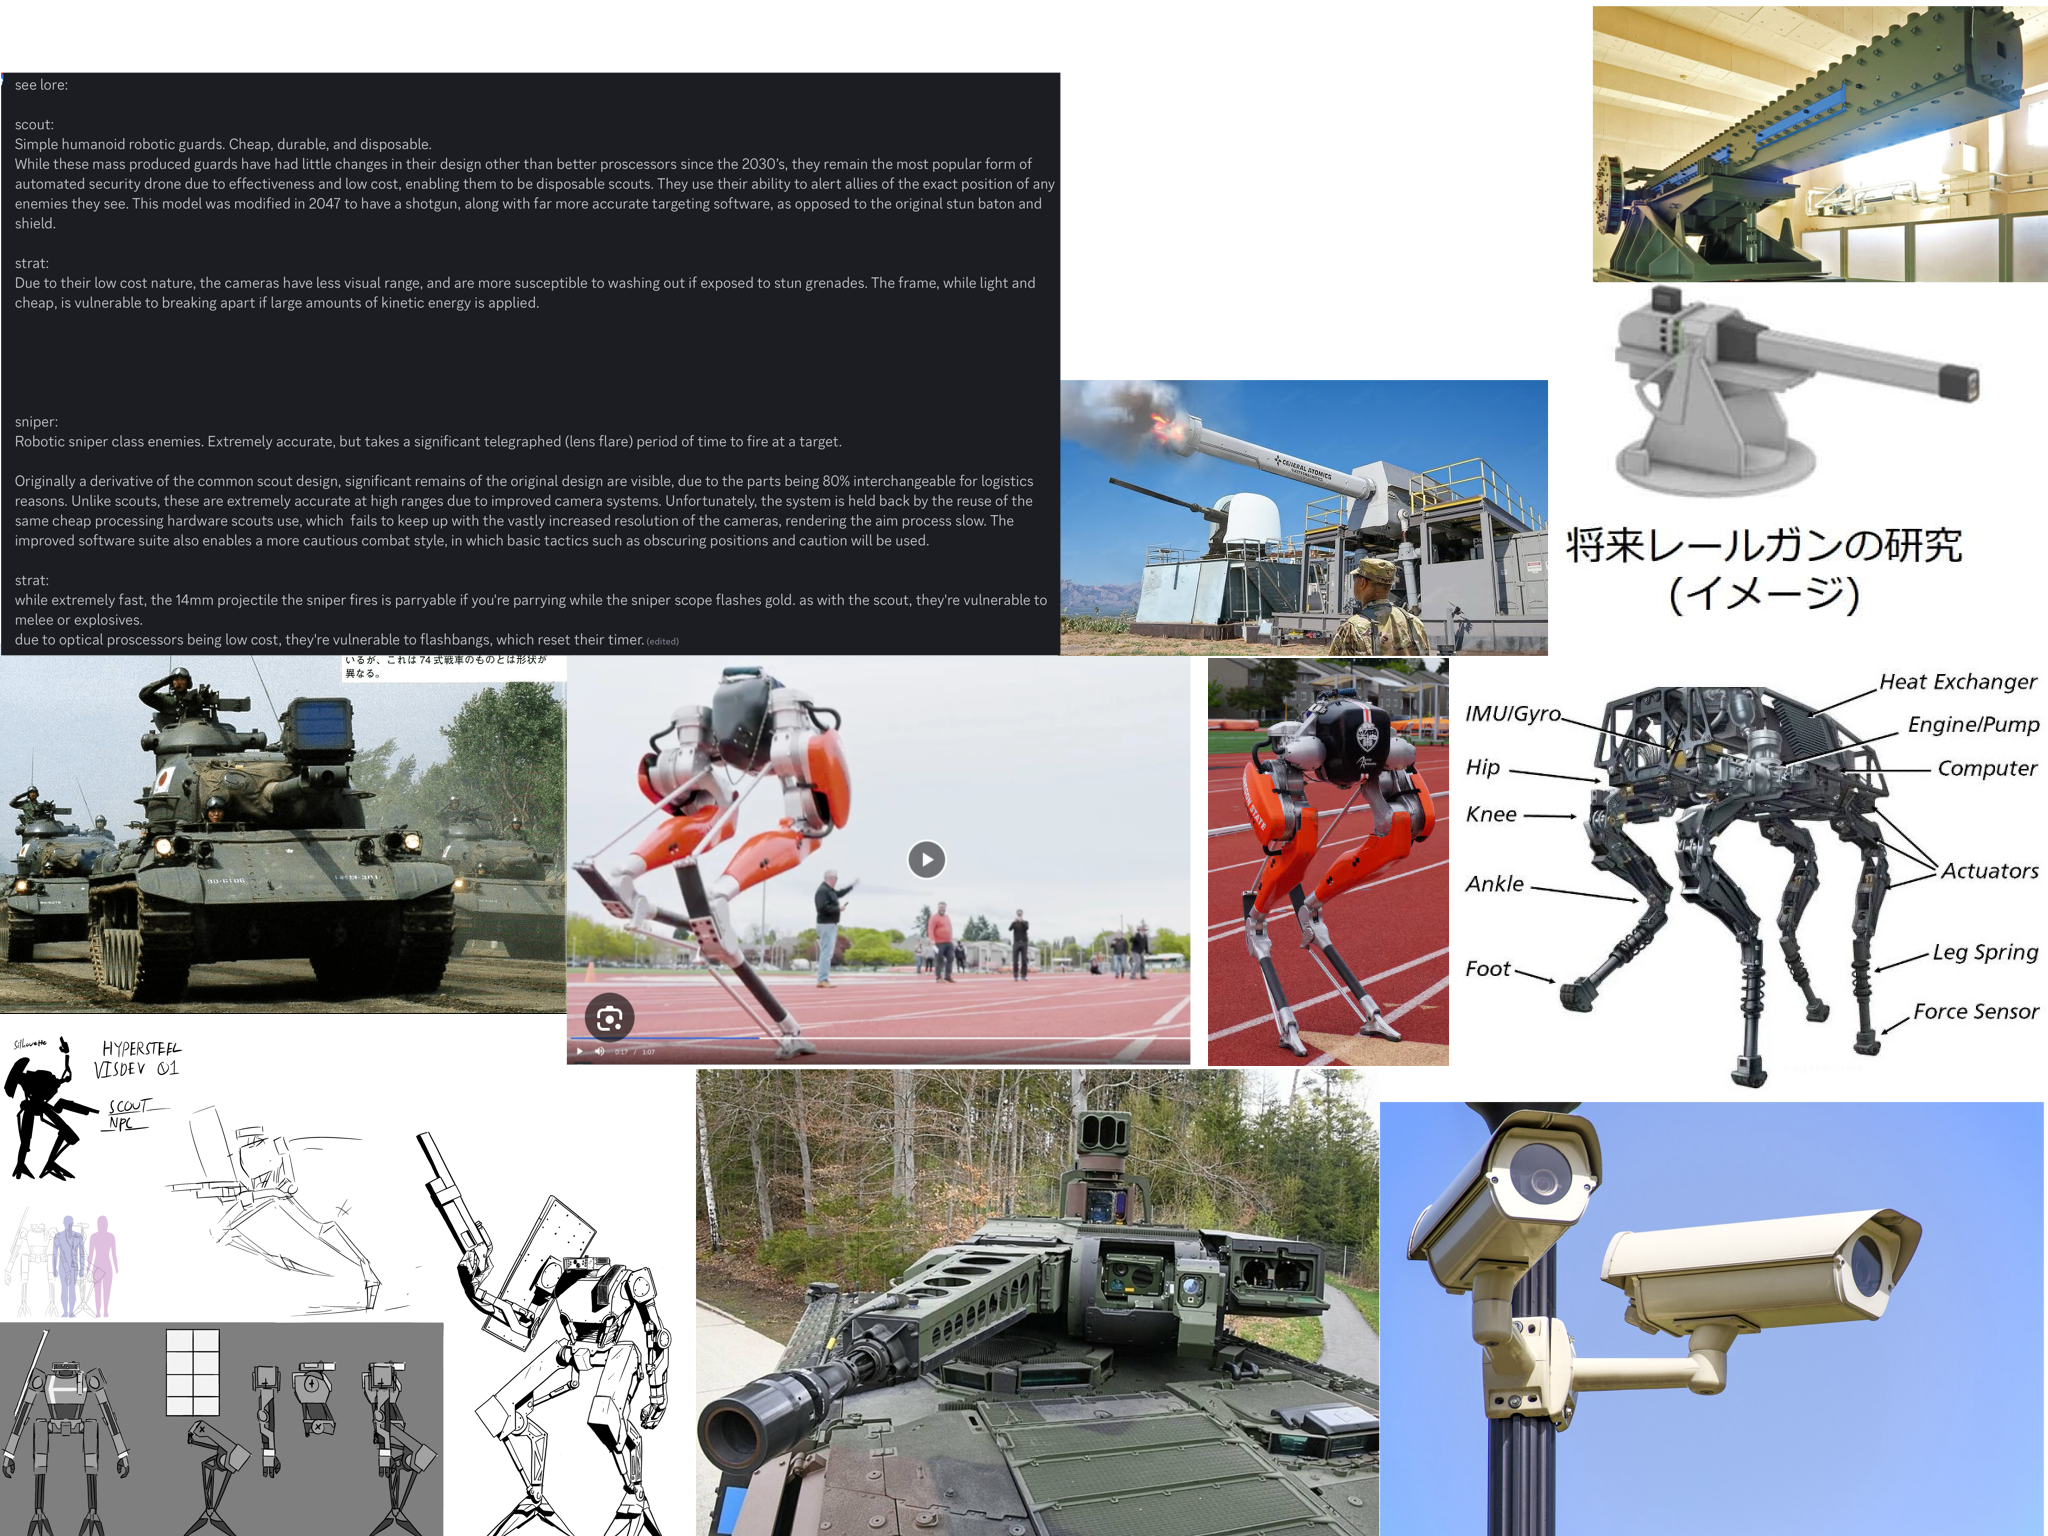 see lore:
scout:
Simple humanoid robotic guards. Cheap, durable, and disposable.
While these mass produced guards have had little changes in their design other than better proscessors since the 2030's, they remain the most popular form of
automated security drone due to effectiveness and low cost, enabling them to be disposable scouts. They use their ability to alert allies of the exact position of any
enemies they see. This model was modified in 2047 to have a shotgun, along with far more accurate targeting software, as opposed to the original stun baton and
shield.
strat:
Due to their low cost nature, the cameras have less visual range, and are more susceptible to washing out if exposed to stun grenades. The frame, while light and
cheap, is vulnerable to breaking apart if large amounts of kinetic energy is applied.
sniper:
Robotic sniper class enemies. Extremely accurate, but takes a significant telegraphed (lens flare) period of time to fire at a target.
Originally a derivative of the common scout design, significant remains of the original design are visible, due to the parts being 80% interchangeable for logistics
reasons. Unlike scouts, these are extremely accurate at high ranges due to improved camera systems. Unfortunately, the system is held back by the reuse of the
same cheap processing hardware scouts use, which  fails to keep up with the vastly increased resolution of the cameras, rendering the aim process slow. The
improved software suite also enables a more cautious combat style, in which basic tactics such as obscuring positions and caution will be used.
strat:
while extremely fast, the 14mm projectile the sniper fires is parryable if you're parrying while the sniper scope flashes gold. as with the scout, they're vulnerable to
melee or explosives.
due to optical proscessors being low cost, they're vulnerable to flashbangs, which reset their timer. (edited)
GENERAL ATOMICS
将来レールガンの研究
(イメージ)
いるが、これは 74 式戦車のものとは形状が
異なる。
0:17 / 1:07
OREGON STATE
IMU/Gyro
Hip
Knee
Ankle
Foot
Heat Exchanger
Engine/Pump
Computer
Actuators
Leg Spring
Force Sensor
Silhouette
HYPERSTEEL
VISDEV 01
SCOUT
NPC